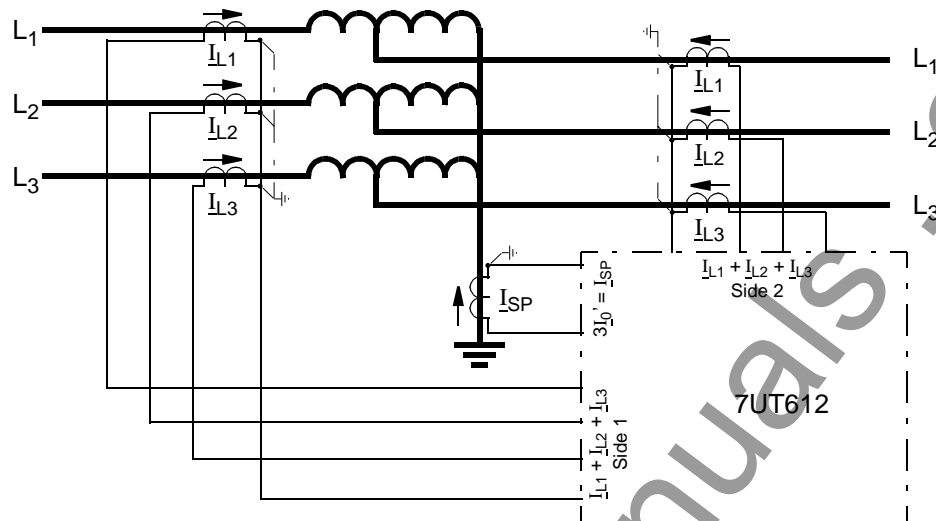 L1
IL1
L2
IL2
L3
IL3
L1
IL1
L2
IL2
L3
IL3
ISP
3I0' = ISP
IL1 + IL2 + IL3
Side 2
IL1 + IL2 + IL3
Side 1
7UT612
nuals